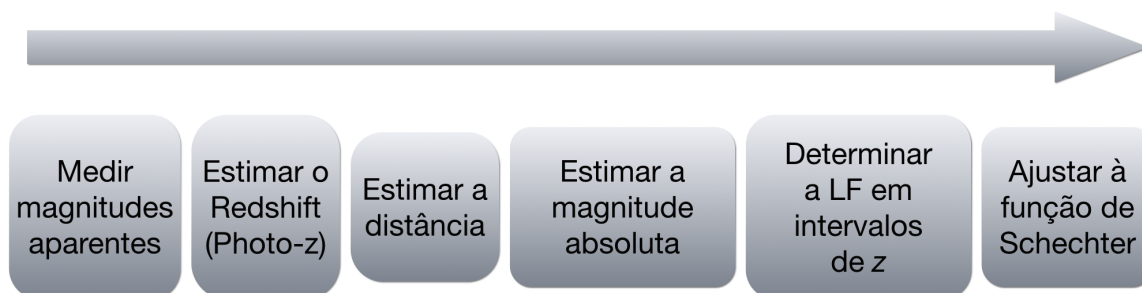 Medir
magnitudes
aparentes
Estimar o
Redshift
(Photo-z)
Estimar a
distância
Estimar a
magnitude
absoluta
Determinar
a LF em
intervalos
de z
Ajustar à
função de
Schechter